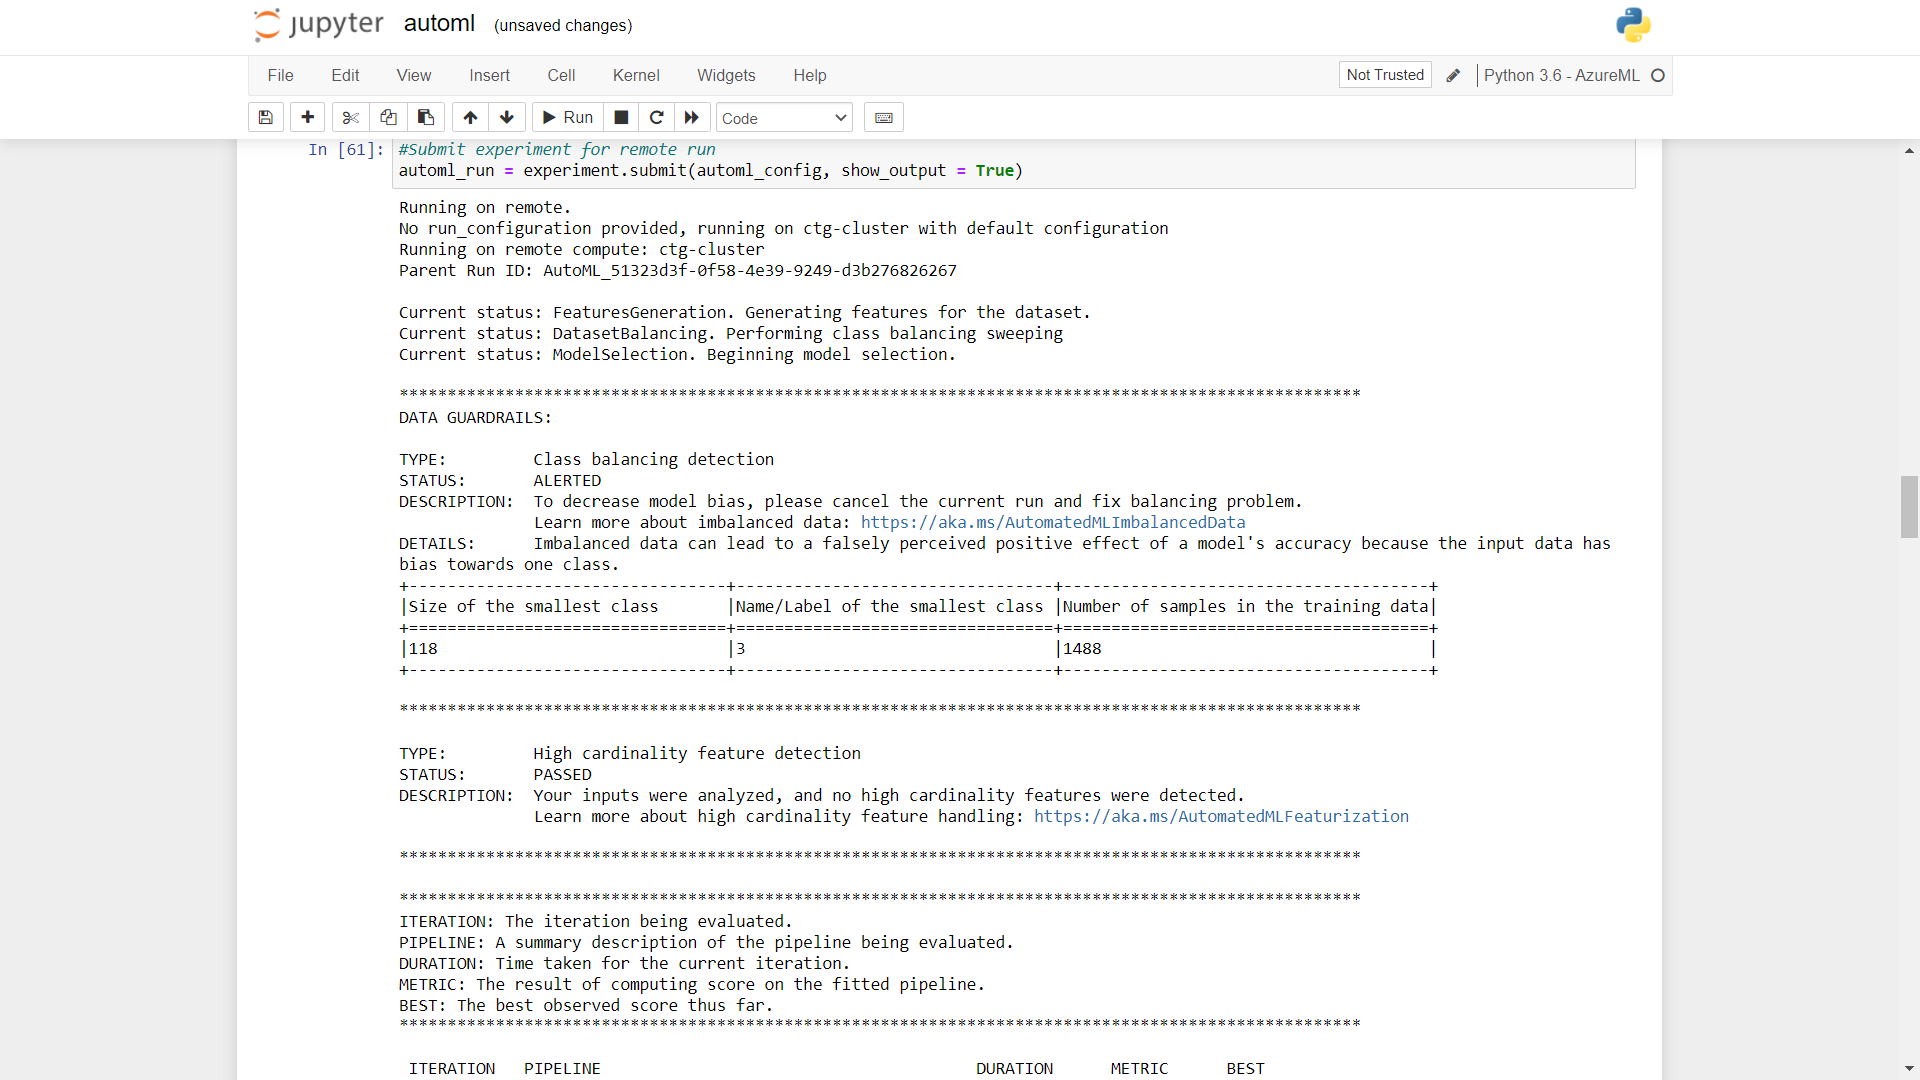 jupyter automl (unsaved changes)
File Edit View Insert Cell Kernel Widgets Help Not Trusted Python 3.6 - AzureML
Run Code
In [61]: #Submit experiment for remote run
automl_run = experiment.submit(automl_config, show_output = True)
Running on remote.
No run_configuration provided, running on ctg-cluster with default configuration
Running on remote compute: ctg-cluster
Parent Run ID: AutoML_51323d3f-0f58-4e39-9249-d3b276826267
Current status: FeaturesGeneration. Generating features for the dataset.
Current status: DatasetBalancing. Performing class balancing sweeping
Current status: ModelSelection. Beginning model selection.
****************************************************************************************************
DATA GUARDRAILS:
TYPE: Class balancing detection
STATUS: ALERTED
DESCRIPTION: To decrease model bias, please cancel the current run and fix balancing problem.
Learn more about imbalanced data: https://aka.ms/AutomatedMLImbalancedData
DETAILS: Imbalanced data can lead to a falsely perceived positive effect of a model's accuracy because the input data has
bias towards one class.
+---------------------------------+---------------------------------+--------------------------------------+
|Size of the smallest class |Name/Label of the smallest class |Number of samples in the training data|
+=================================+=================================+======================================+
|118 |3 |1488 |
+---------------------------------+---------------------------------+--------------------------------------+
****************************************************************************************************
TYPE: High cardinality feature detection
STATUS: PASSED
DESCRIPTION: Your inputs were analyzed, and no high cardinality features were detected.
Learn more about high cardinality feature handling: https://aka.ms/AutomatedMLFeaturization
****************************************************************************************************
****************************************************************************************************
ITERATION: The iteration being evaluated.
PIPELINE: A summary description of the pipeline being evaluated.
DURATION: Time taken for the current iteration.
METRIC: The result of computing score on the fitted pipeline.
BEST: The best observed score thus far.
****************************************************************************************************
ITERATION PIPELINE DURATION METRIC BEST